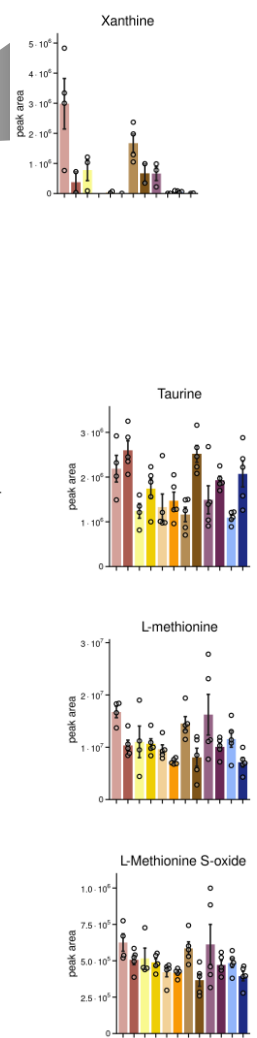 Xanthine
5 · 10⁶
4 · 10⁶
3 · 10⁶
2 · 10⁶
1 · 10⁶
0
peak area
Taurine
3 · 10⁶
2 · 10⁶
1 · 10⁶
0
peak area
L-methionine
3 · 10⁷
2 · 10⁷
1 · 10⁷
0
peak area
L-Methionine S-oxide
1.0 · 10⁶
7.5 · 10⁵
5.0 · 10⁵
2.5 · 10⁵
0
peak area